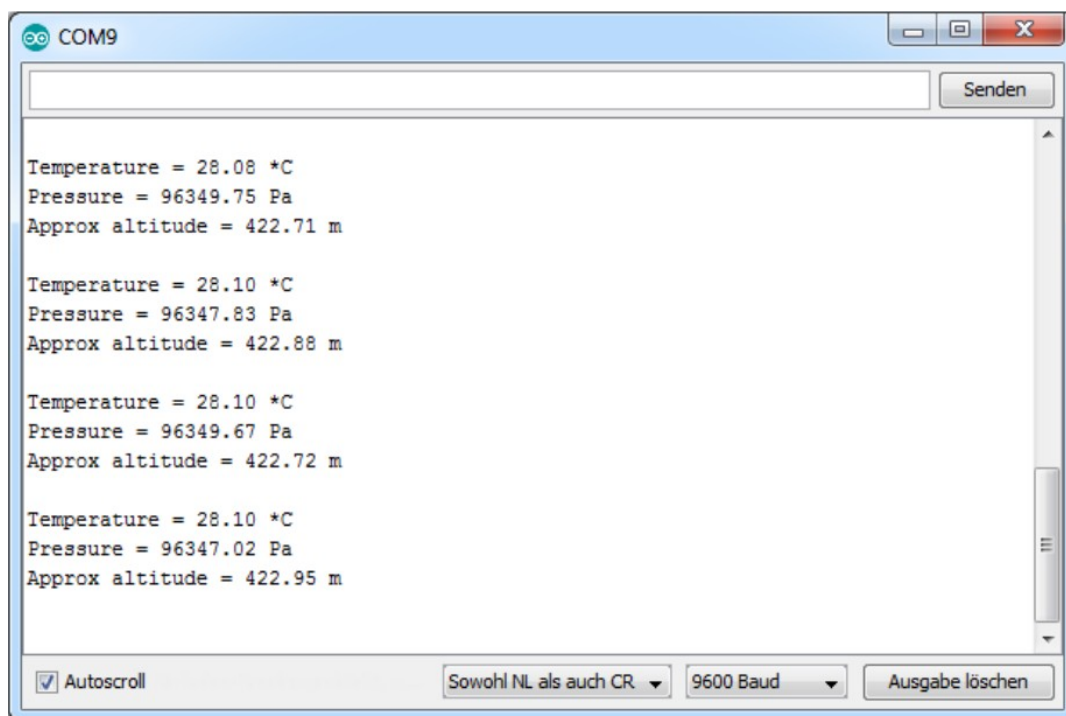 COM9
Senden
Temperature = 28.08 *C
Pressure = 96349.75 Pa
Approx altitude = 422.71 m
Temperature = 28.10 *C
Pressure = 96347.83 Pa
Approx altitude = 422.88 m
Temperature = 28.10 *C
Pressure = 96349.67 Pa
Approx altitude = 422.72 m
Temperature = 28.10 *C
Pressure = 96347.02 Pa
Approx altitude = 422.95 m
Autoscroll
Sowohl NL als auch CR
9600 Baud
Ausgabe löschen